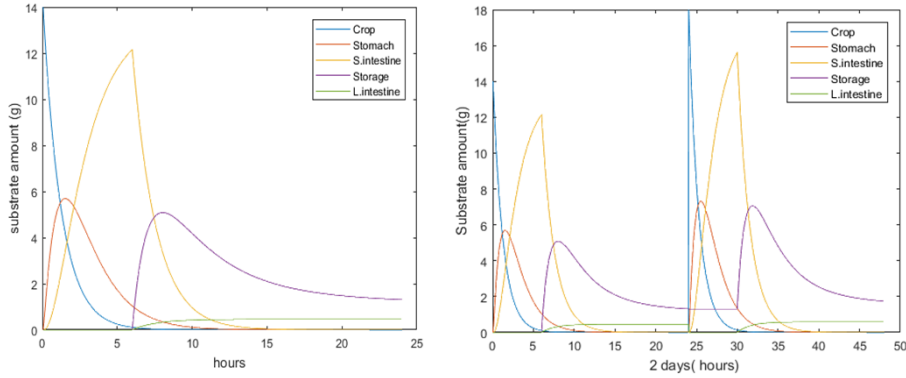 14
12
10
8
6
4
2
0
substrate amount (g)
0 5 10 15 20 25
hours
Crop
Stomach
S.intestine
Storage
L.intestine
18
16
14
12
10
8
6
4
2
0
Substrate amount(g)
0 5 10 15 20 25 30 35 40 45 50
2 days( hours)
Crop
Stomach
S.intestine
Storage
L.intestine